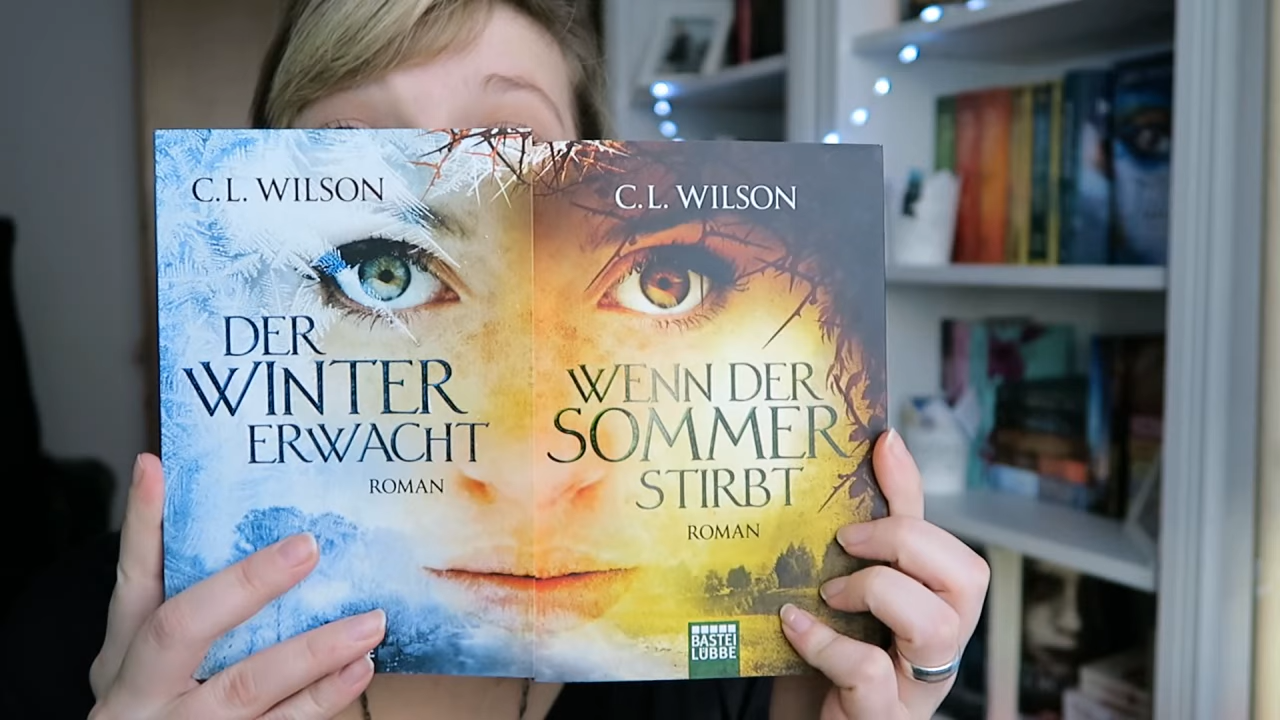 C.L. WILSON
DER
WINTER
ERWACHT
ROMAN
C.L. WILSON
WENN DER
SOMMER
STIRBT
ROMAN
BASTEI
LÜBBE